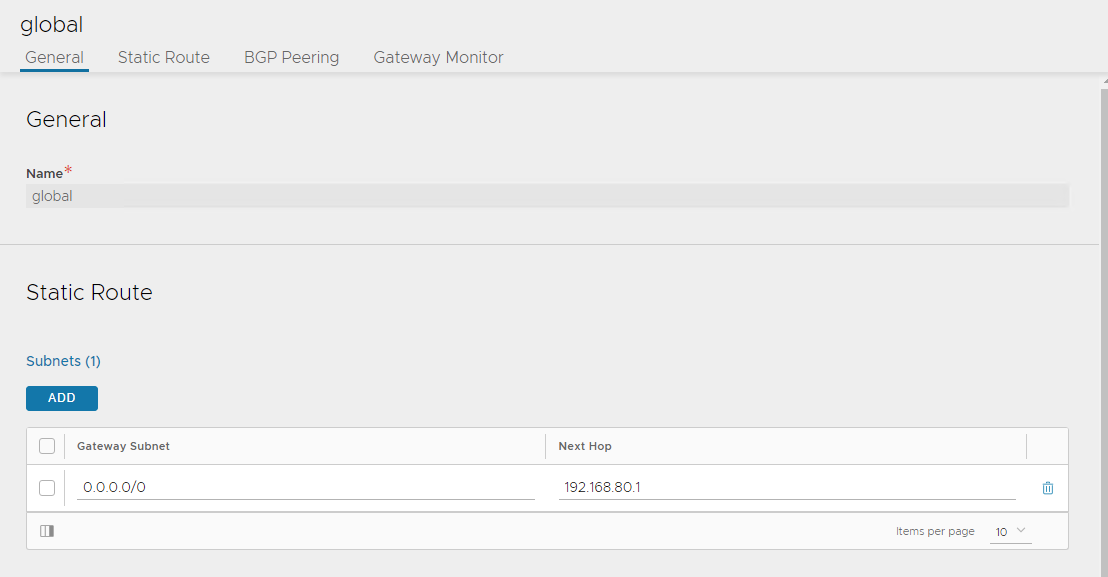 global
General Static Route BGP Peering Gateway Monitor
General
Name*
global
Static Route
Subnets (1)
ADD
Gateway Subnet Next Hop
0.0.0.0/0 192.168.80.1
Items per page 10